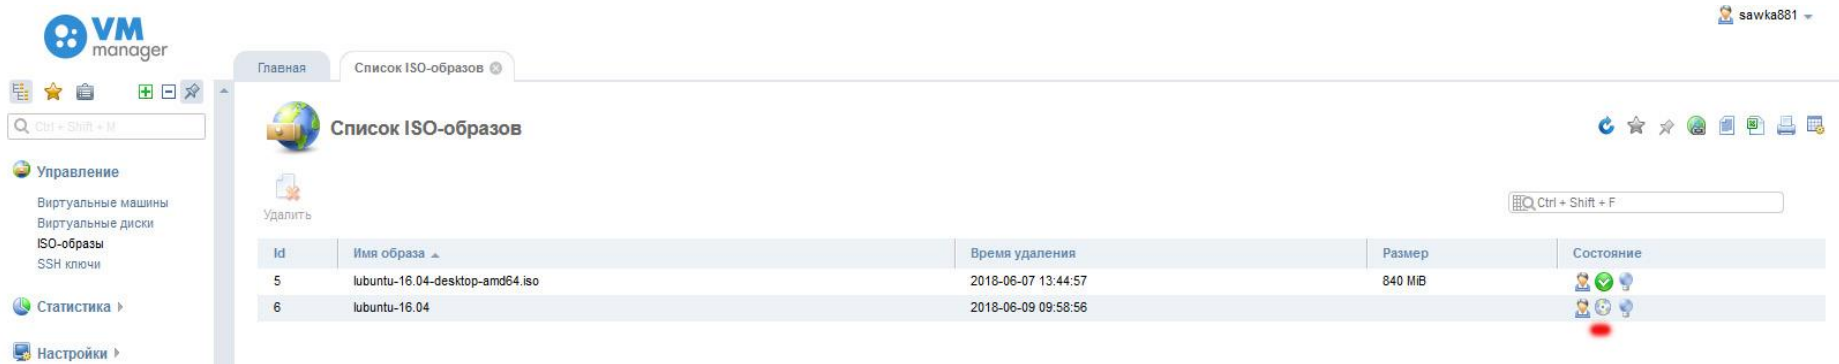 VM
manager
sawka881
Главная
Список ISO-образов
Ctrl + Shift + M
Список ISO-образов
Управление
Виртуальные машины
Виртуальные диски
ISO-образы
SSH ключи
Статистика
Настройки
Удалить
Ctrl + Shift + F
Id Имя образа Время удаления Размер Состояние
5 lubuntu-16.04-desktop-amd64.iso 2018-06-07 13:44:57 840 MiB
6 lubuntu-16.04 2018-06-09 09:58:56